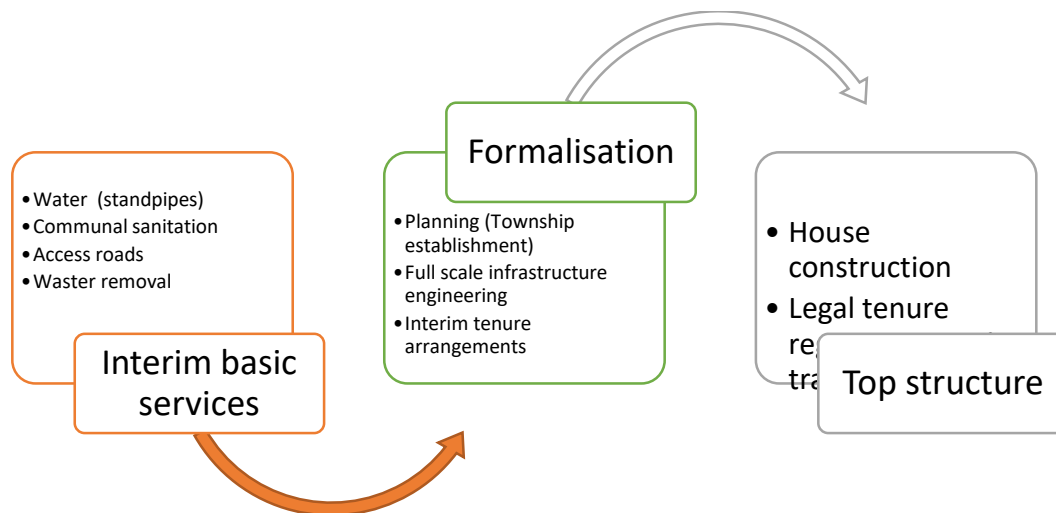 • Water (standpipes)
• Communal sanitation
• Access roads
• Waster removal
Interim basic
services
Formalisation
• Planning (Township
establishment)
• Full scale infrastructure
engineering
• Interim tenure
arrangements
• House
construction
• Legal tenure
Top structure